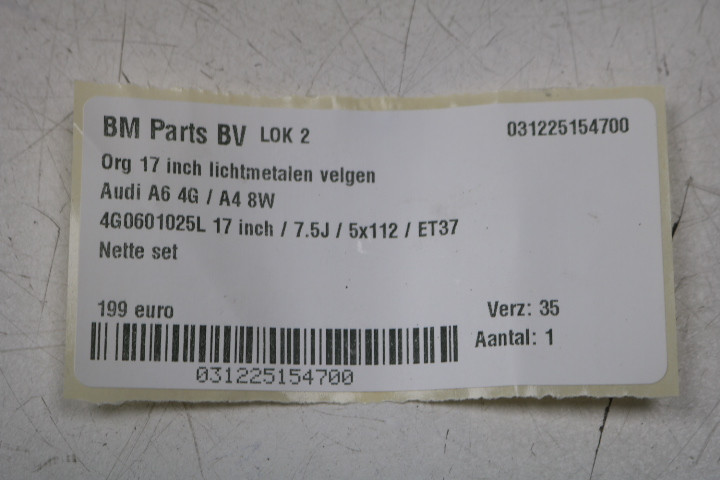 BM Parts BV LOK 2 031225154700
Org 17 inch lichtmetalen velgen
Audi A6 4G / A4 8W
4G0601025L 17 inch / 7.5J / 5x112 / ET37
Nette set
199 euro Verz: 35
Aantal: 1
031225154700